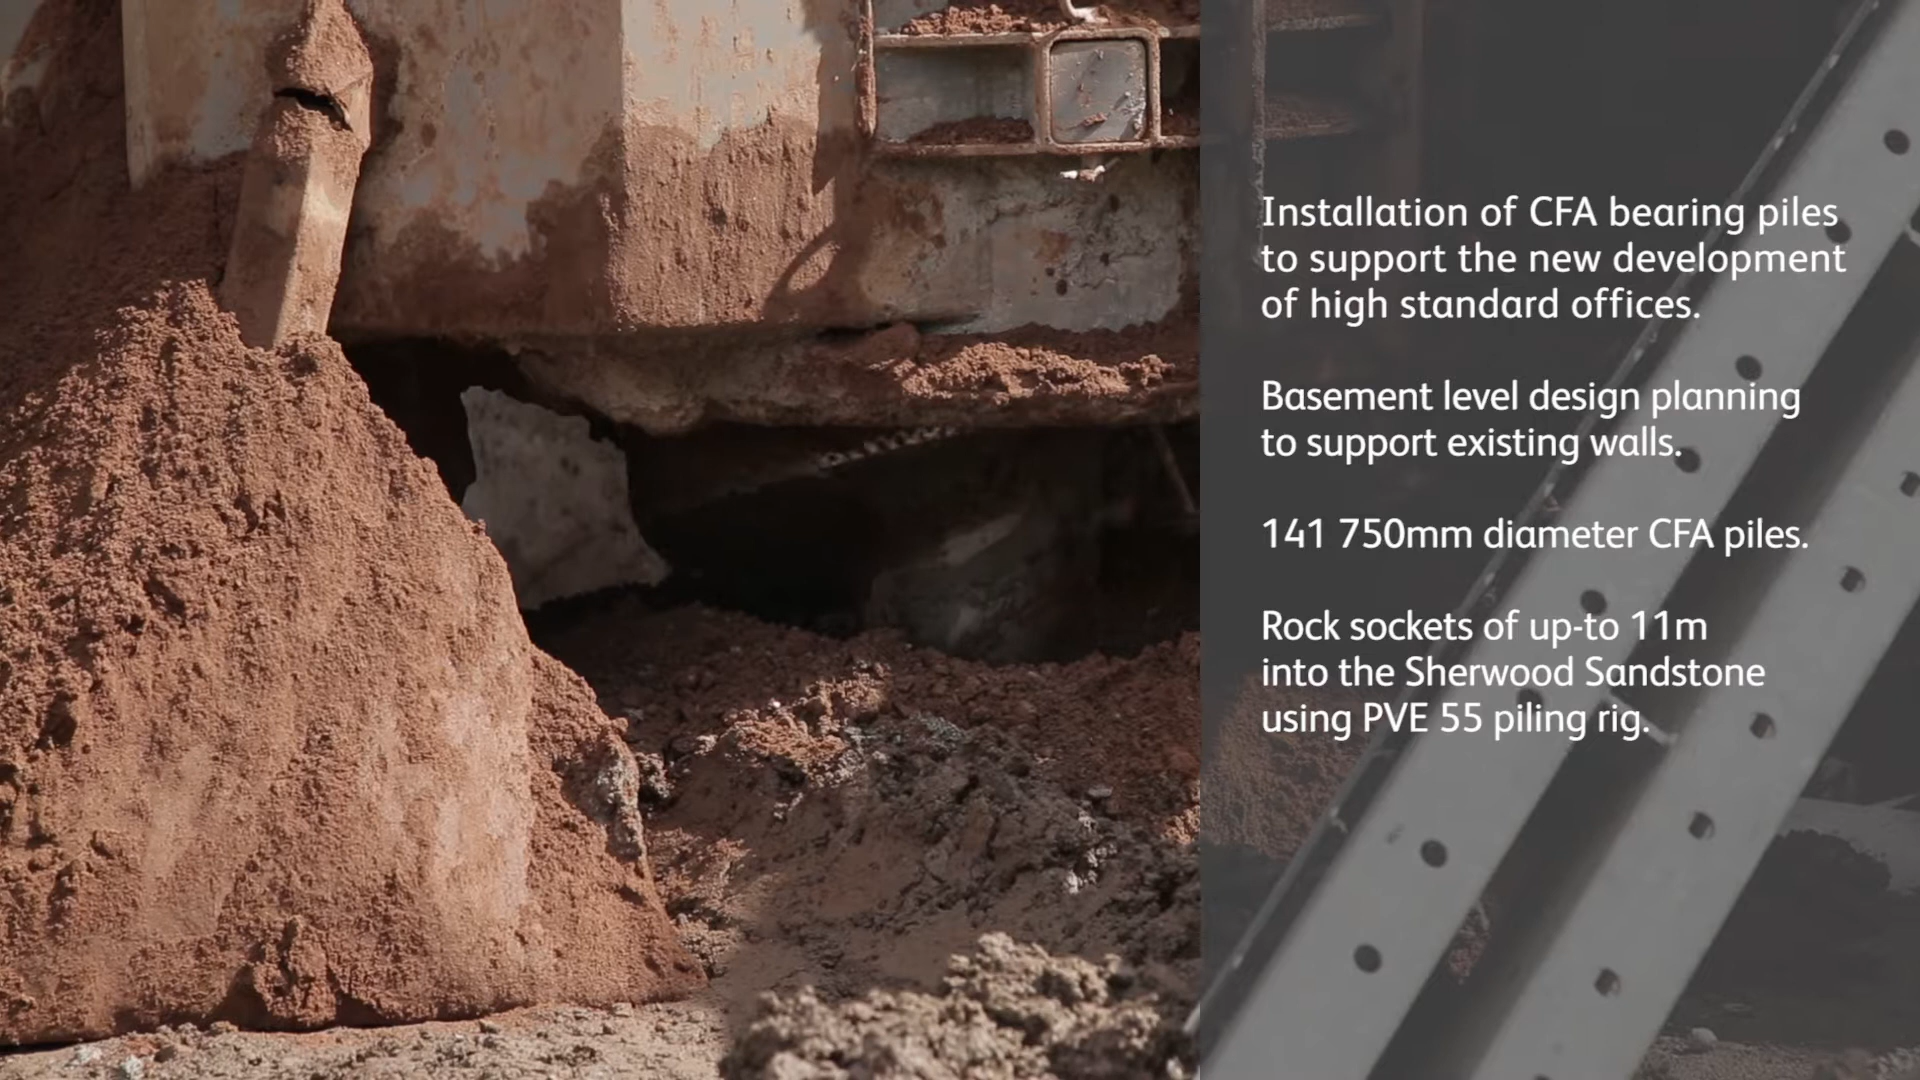 Installation of CFA bearing piles
to support the new development
of high standard offices.
Basement level design planning
to support existing walls.
141 750mm diameter CFA piles.
Rock sockets of up-to 11m
into the Sherwood Sandstone
using PVE 55 piling rig.